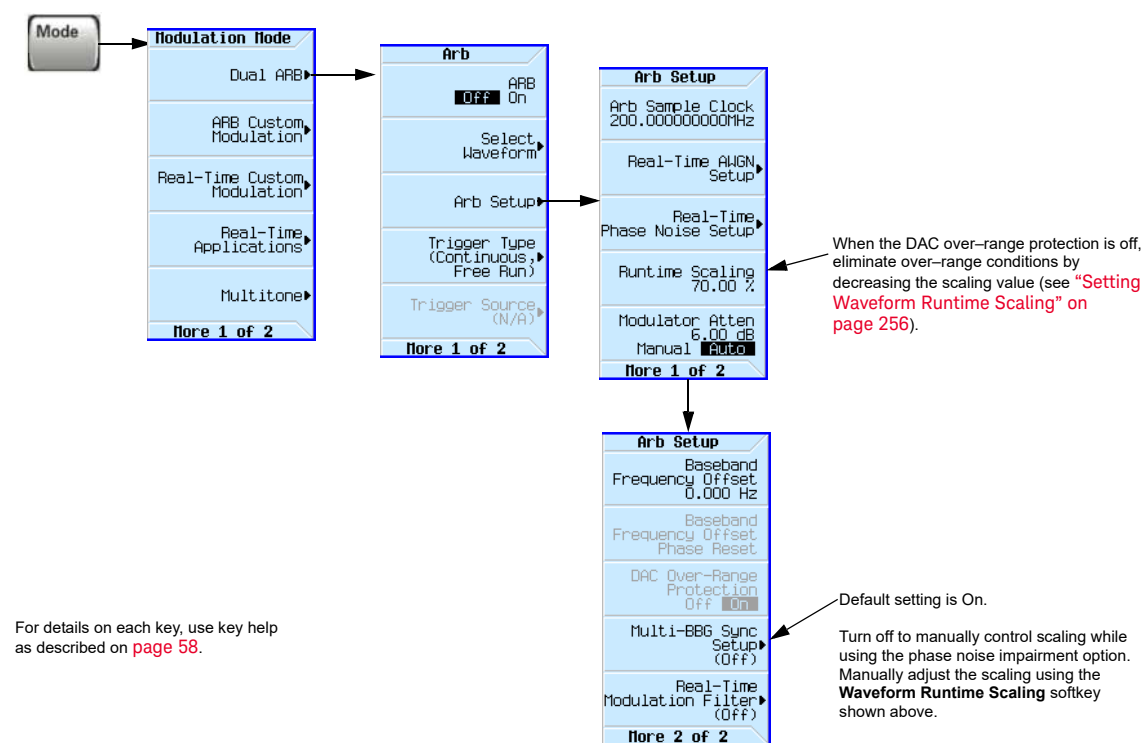 Mode
Modulation Mode
Dual ARB
ARB Custom
Modulation
Real-Time Custom
Modulation
Real-Time
Applications
Multitone
More 1 of 2
Arb
ARB
Off On
Select
Waveform
Arb Setup
Trigger Type
(Continuous,
Free Run)
Trigger Source
(N/A)
More 1 of 2
Arb Setup
Arb Sample Clock
200.000000000MHz
Real-Time AWGN
Setup
Real-Time
Phase Noise Setup
Runtime Scaling
70.00 %
Modulator Atten
6.00 dB
Manual Auto
More 1 of 2
When the DAC over–range protection is off,
eliminate over–range conditions by
decreasing the scaling value (see “Setting
Waveform Runtime Scaling” on
page 256).
Arb Setup
Baseband
Frequency Offset
0.000 Hz
Baseband
Frequency Offset
Phase Reset
DAC Over-Range
Protection
Off On
Multi-BBG Sync
Setup
(Off)
Real-Time
Modulation Filter
(Off)
More 2 of 2
Default setting is On.
Turn off to manually control scaling while
using the phase noise impairment option.
Manually adjust the scaling using the
Waveform Runtime Scaling softkey
shown above.
For details on each key, use key help
as described on page 58.